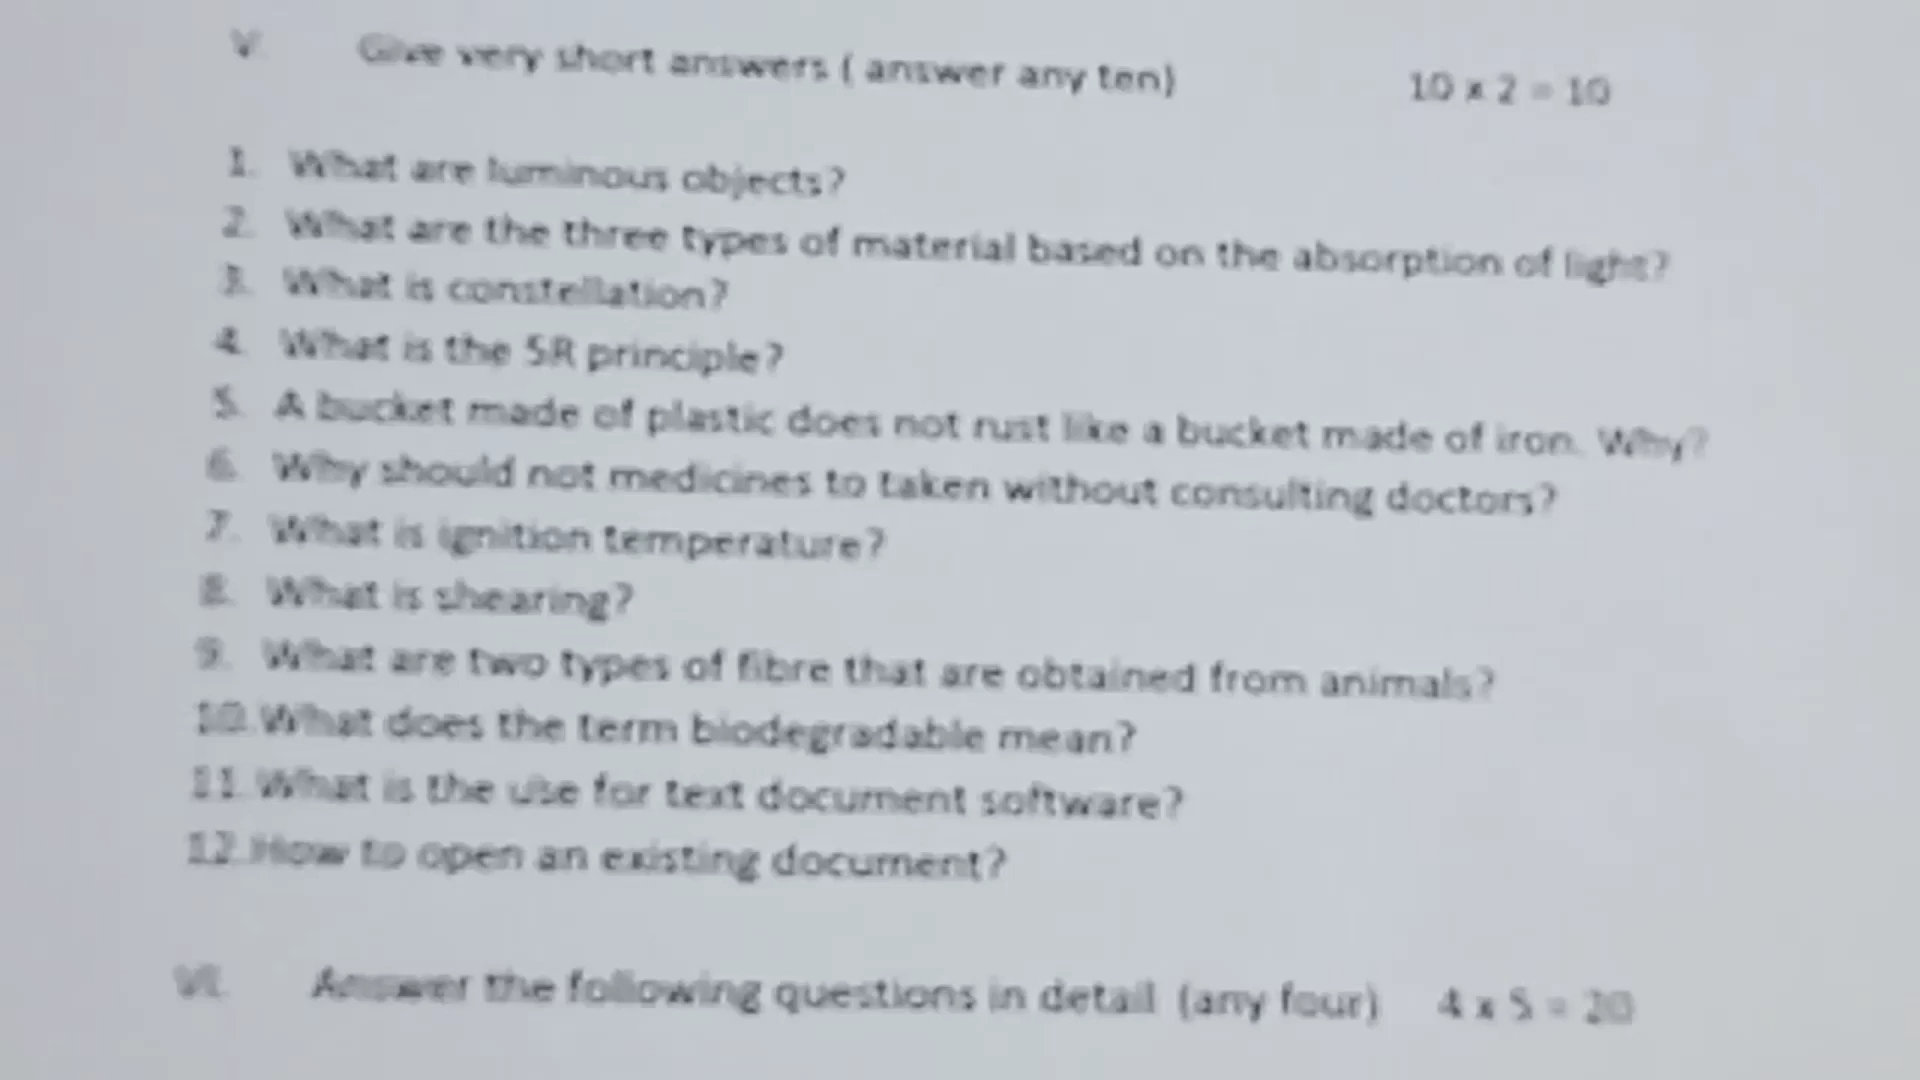 V. Give very short answers ( answer any ten) 10 x 2 = 10
1. What are luminous objects?
2. What are the three types of material based on the absorption of light?
3. What is constellation?
4. What is the 5R principle?
5. A bucket made of plastic does not rust like a bucket made of iron. Why?
6. Why should not medicines to taken without consulting doctors?
7. What is ignition temperature?
8. What is shearing?
9. What are two types of fibre that are obtained from animals?
10. What does the term biodegradable mean?
11. What is the use for text document software?
12. How to open an existing document?
VI. Answer the following questions in detail (any four) 4 x 5 = 20